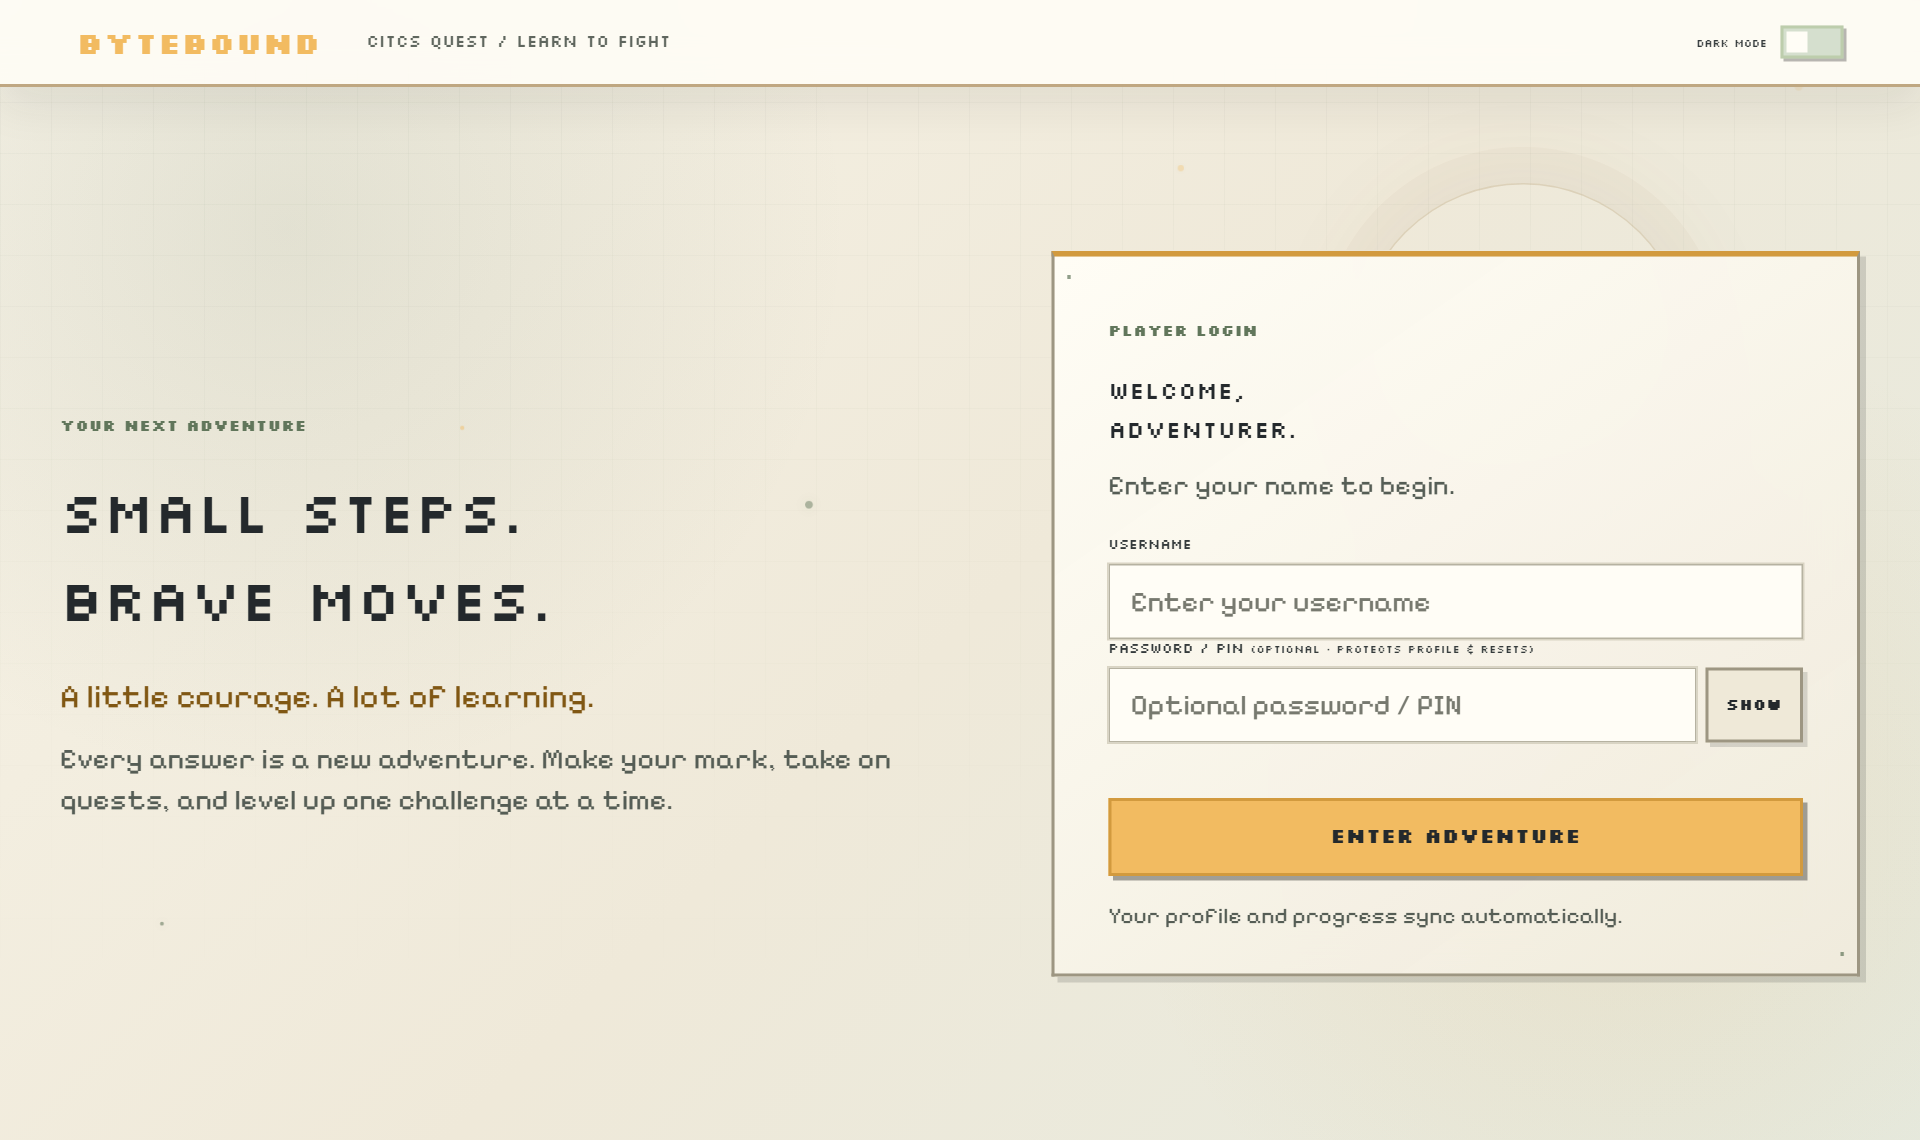 BYTEBOUND
CITCS QUEST / LEARN TO FIGHT
DARK MODE
YOUR NEXT ADVENTURE
SMALL STEPS.
BRAVE MOVES.
A little courage. A lot of learning.
Every answer is a new adventure. Make your mark, take on
quests, and level up one challenge at a time.
PLAYER LOGIN
WELCOME,
ADVENTURER.
Enter your name to begin.
USERNAME
Enter your username
PASSWORD / PIN (OPTIONAL · PROTECTS PROFILE & RESETS)
Optional password / PIN
SHOW
ENTER ADVENTURE
Your profile and progress sync automatically.